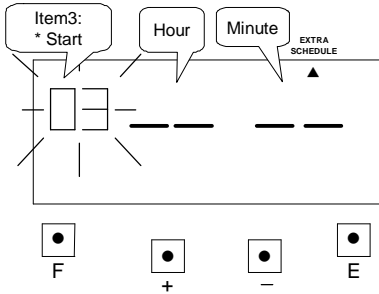 Item3:
* Start
Hour
Minute
EXTRA
SCHEDULE
▲
03 -- --
F
+
−
E